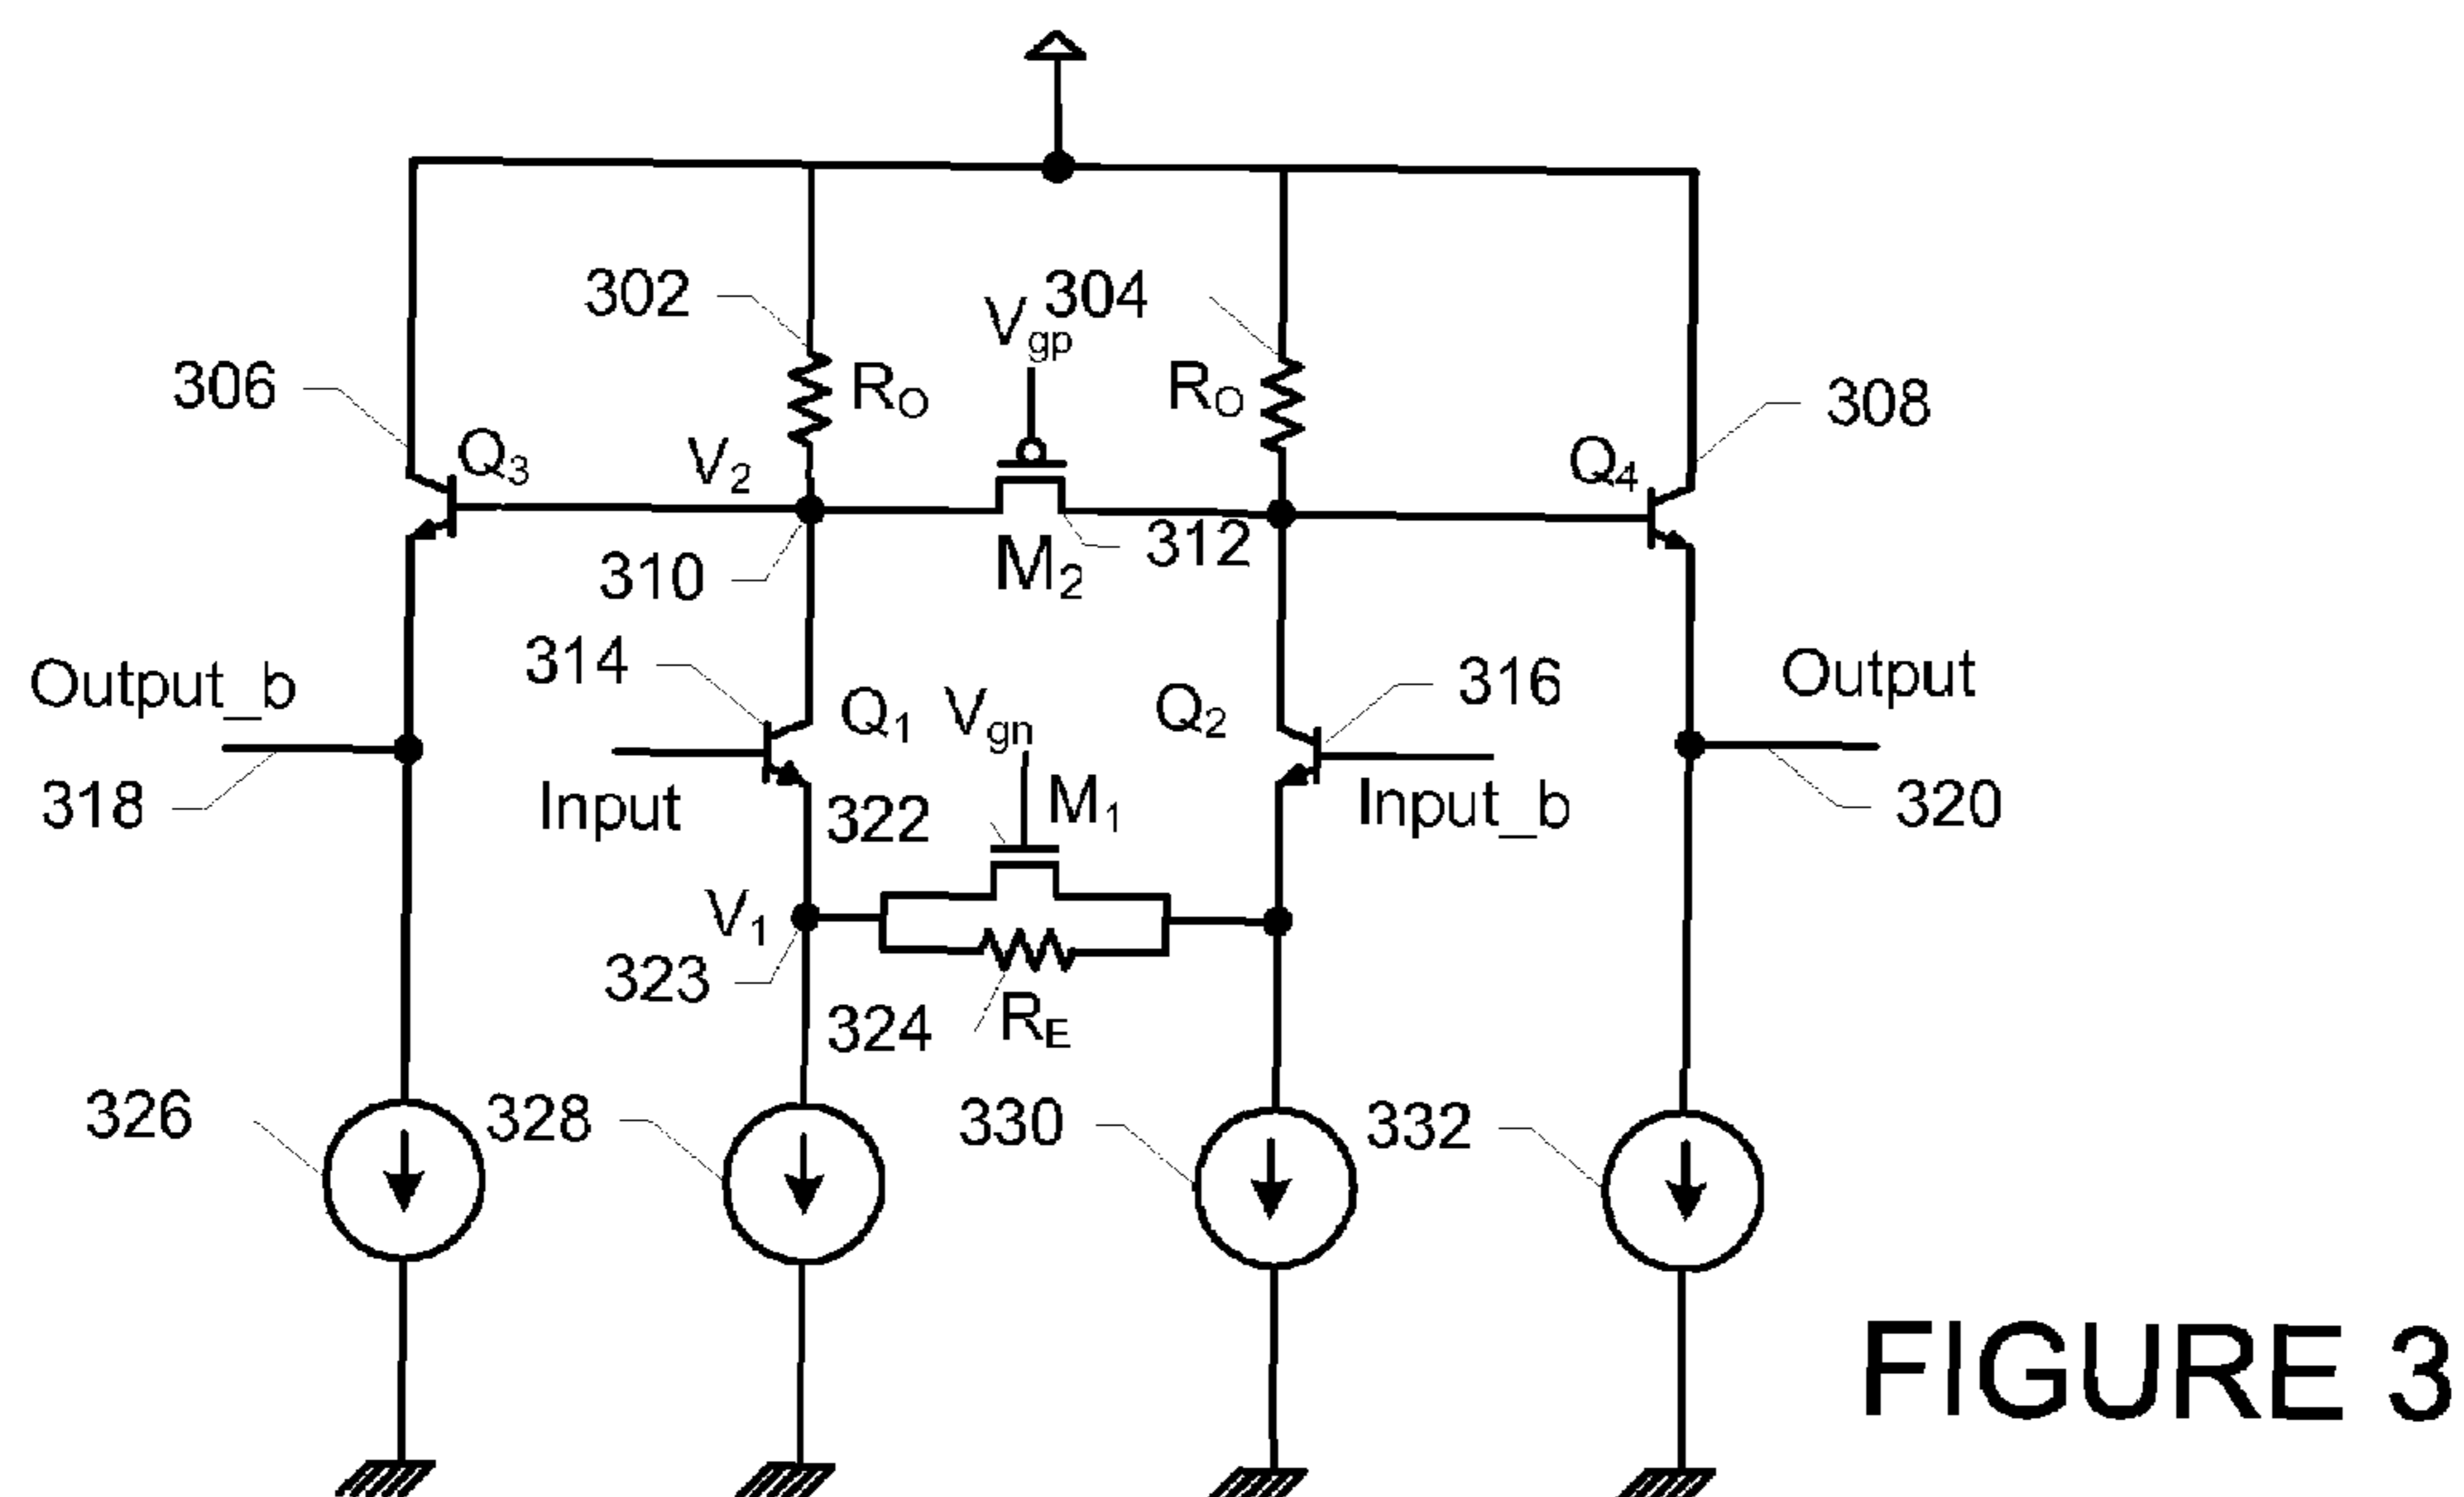 302
V_gp 304
306
R_O
R_O
308
Q_3
V_2
Q_4
310
M_2
312
314
316
Output_b
Output
Q_1
V_gn
Q_2
318
Input
322
M_1
Input_b
320
V_1
323
324
R_E
326
328
330
332
FIGURE 3